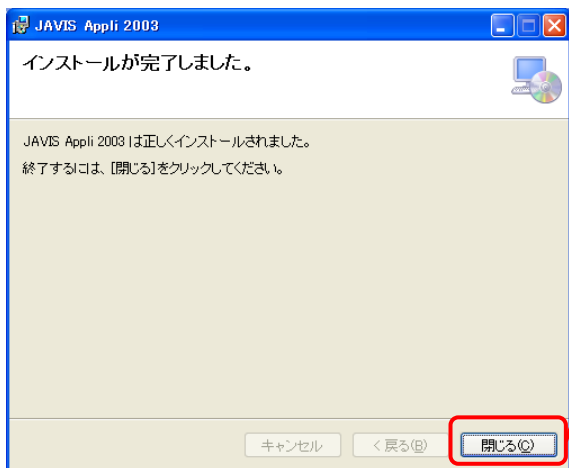 JAVIS Appli 2003
インストールが完了しました。
JAVIS Appli 2003 は正しくインストールされました。
終了するには、[閉じる]をクリックしてください。
キャンセル
< 戻る(B)
閉じる(C)